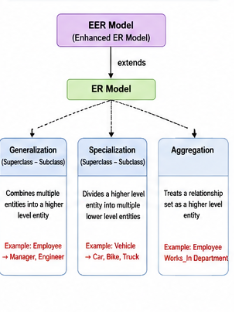 EER Model
(Enhanced ER Model)
extends
ER Model
Generalization
(Superclass – Subclass)
Combines multiple
entities into a higher
level entity
Example: Employee
→ Manager, Engineer
Specialization
(Superclass – Subclass)
Divides a higher level
entity into multiple
lower level entities
Example: Vehicle
→ Car, Bike, Truck
Aggregation
Treats a relationship
set as a higher level
entity
Example: Employee
Works_In Department